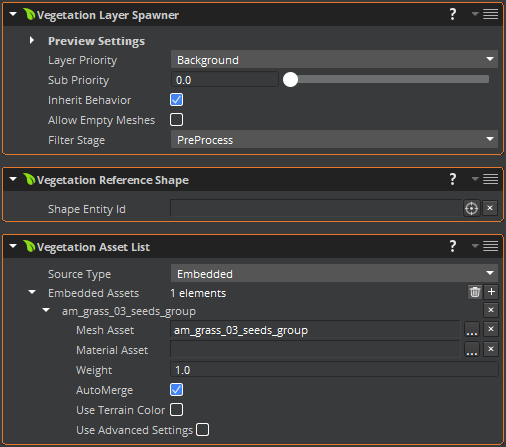 Vegetation Layer Spawner ?
Preview Settings
Layer Priority Background
Sub Priority 0.0
Inherit Behavior
Allow Empty Meshes
Filter Stage PreProcess
Vegetation Reference Shape ?
Shape Entity Id
Vegetation Asset List ?
Source Type Embedded
Embedded Assets 1 elements
am_grass_03_seeds_group
Mesh Asset am_grass_03_seeds_group ...
Material Asset ...
Weight 1.0
AutoMerge
Use Terrain Color
Use Advanced Settings